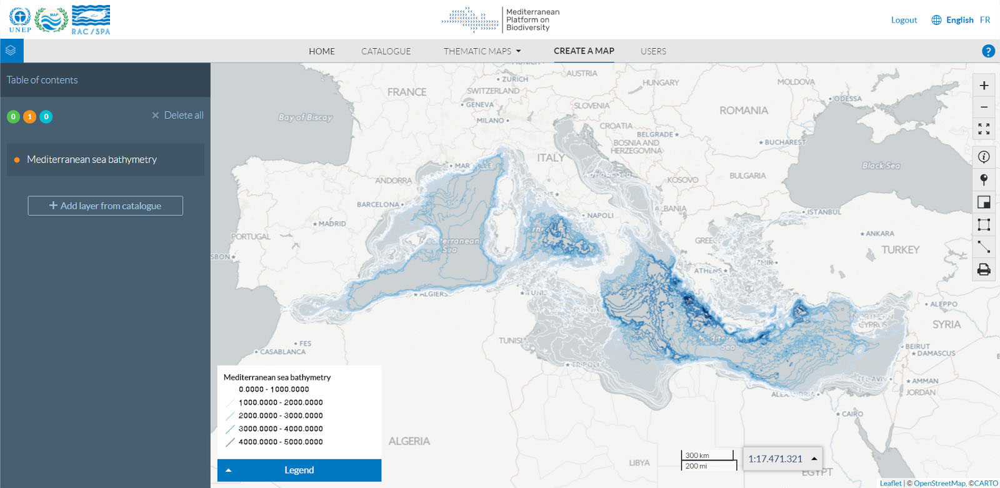 UNEP
MAP
RAC/SPA
Mediterranean
Platform on
Biodiversity
Logout
English FR
HOME
CATALOGUE
THEMATIC MAPS
CREATE A MAP
USERS
?
Table of contents
0 1 0
Delete all
Mediterranean sea bathymetry
+ Add layer from catalogue
ZURICH
AUSTRIA
FRANCE
SWITZERLAND
HUNGARY
MOLDOVA
ODESSA
GENEVA
SLOVENIA
Bay of Biscay
MILANO
ROMANIA
CROATIA
BELGRADE
BOSNIA AND
HERZEGOVINA
BUCHAREST
ITALY
Black Sea
ANDORRA
KOSOVO
BULGARIA
BARCELONA
NAPOLI
ISTANBUL
MADRID
PORTUGAL
Mediterranean
Sea
ANKARA
TURKEY
ATHENS
ALGIERS
ALEPPO
SYRIA
CYPRUS
FES
CASABLANCA
BEIRUT
DAMASCUS
TRIPOLI
TEL AVIV
AMMAN
JORDAN
CAIRO
ALGERIA
LIBYA
EGYPT
Mediterranean sea bathymetry
0.0000 - 1000.0000
1000.0000 - 2000.0000
2000.0000 - 3000.0000
3000.0000 - 4000.0000
4000.0000 - 5000.0000
Legend
300 km
200 mi
1:17.471.321
Leaflet | © OpenStreetMap, ©CARTO